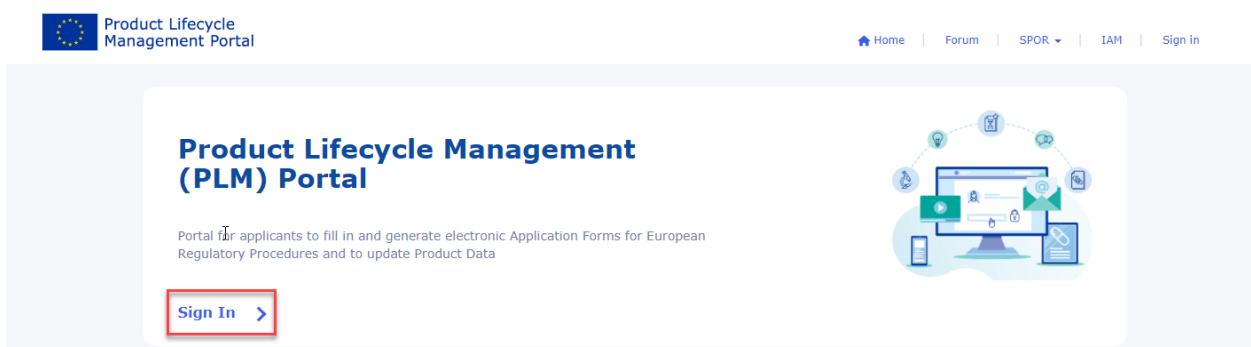 Product Lifecycle
Management Portal
Home
Forum
SPOR
IAM
Sign in
Product Lifecycle Management
(PLM) Portal
Portal for applicants to fill in and generate electronic Application Forms for European
Regulatory Procedures and to update Product Data
Sign In
@